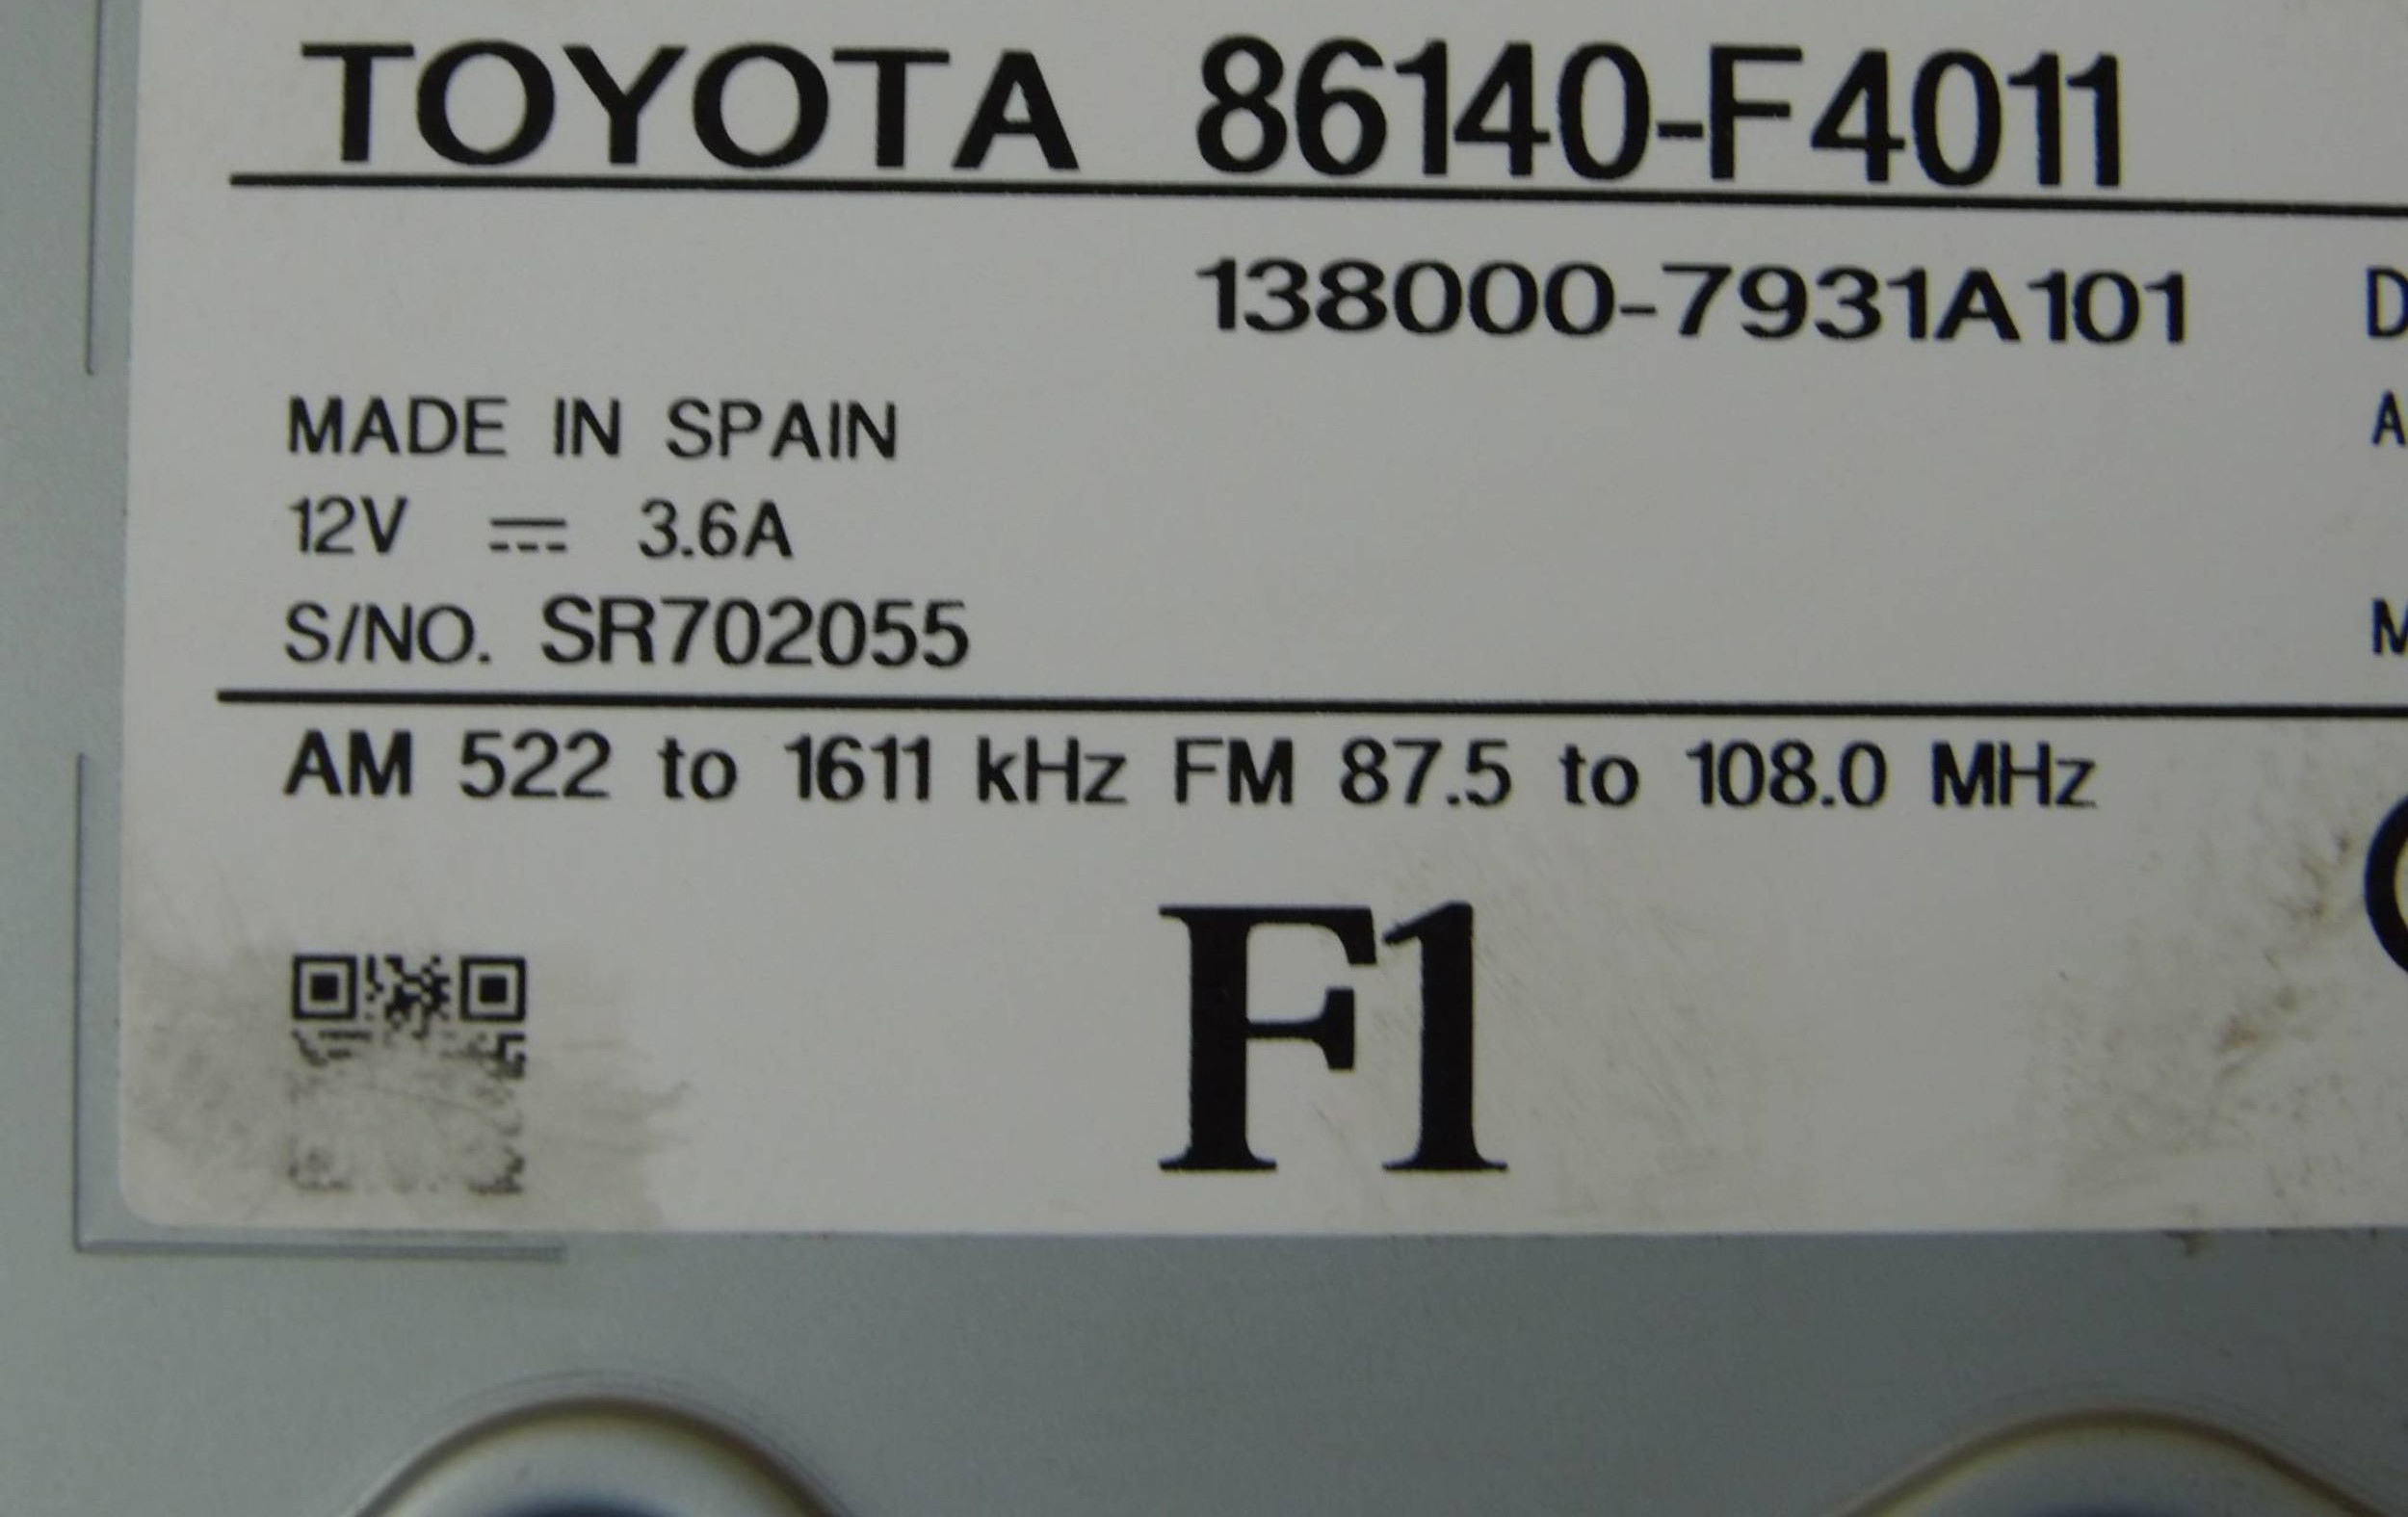 TOYOTA 86140-F4011
138000-7931A101
MADE IN SPAIN
12V ⎓ 3.6A
S/NO. SR702055
AM 522 to 1611 kHz FM 87.5 to 108.0 MHz
F1